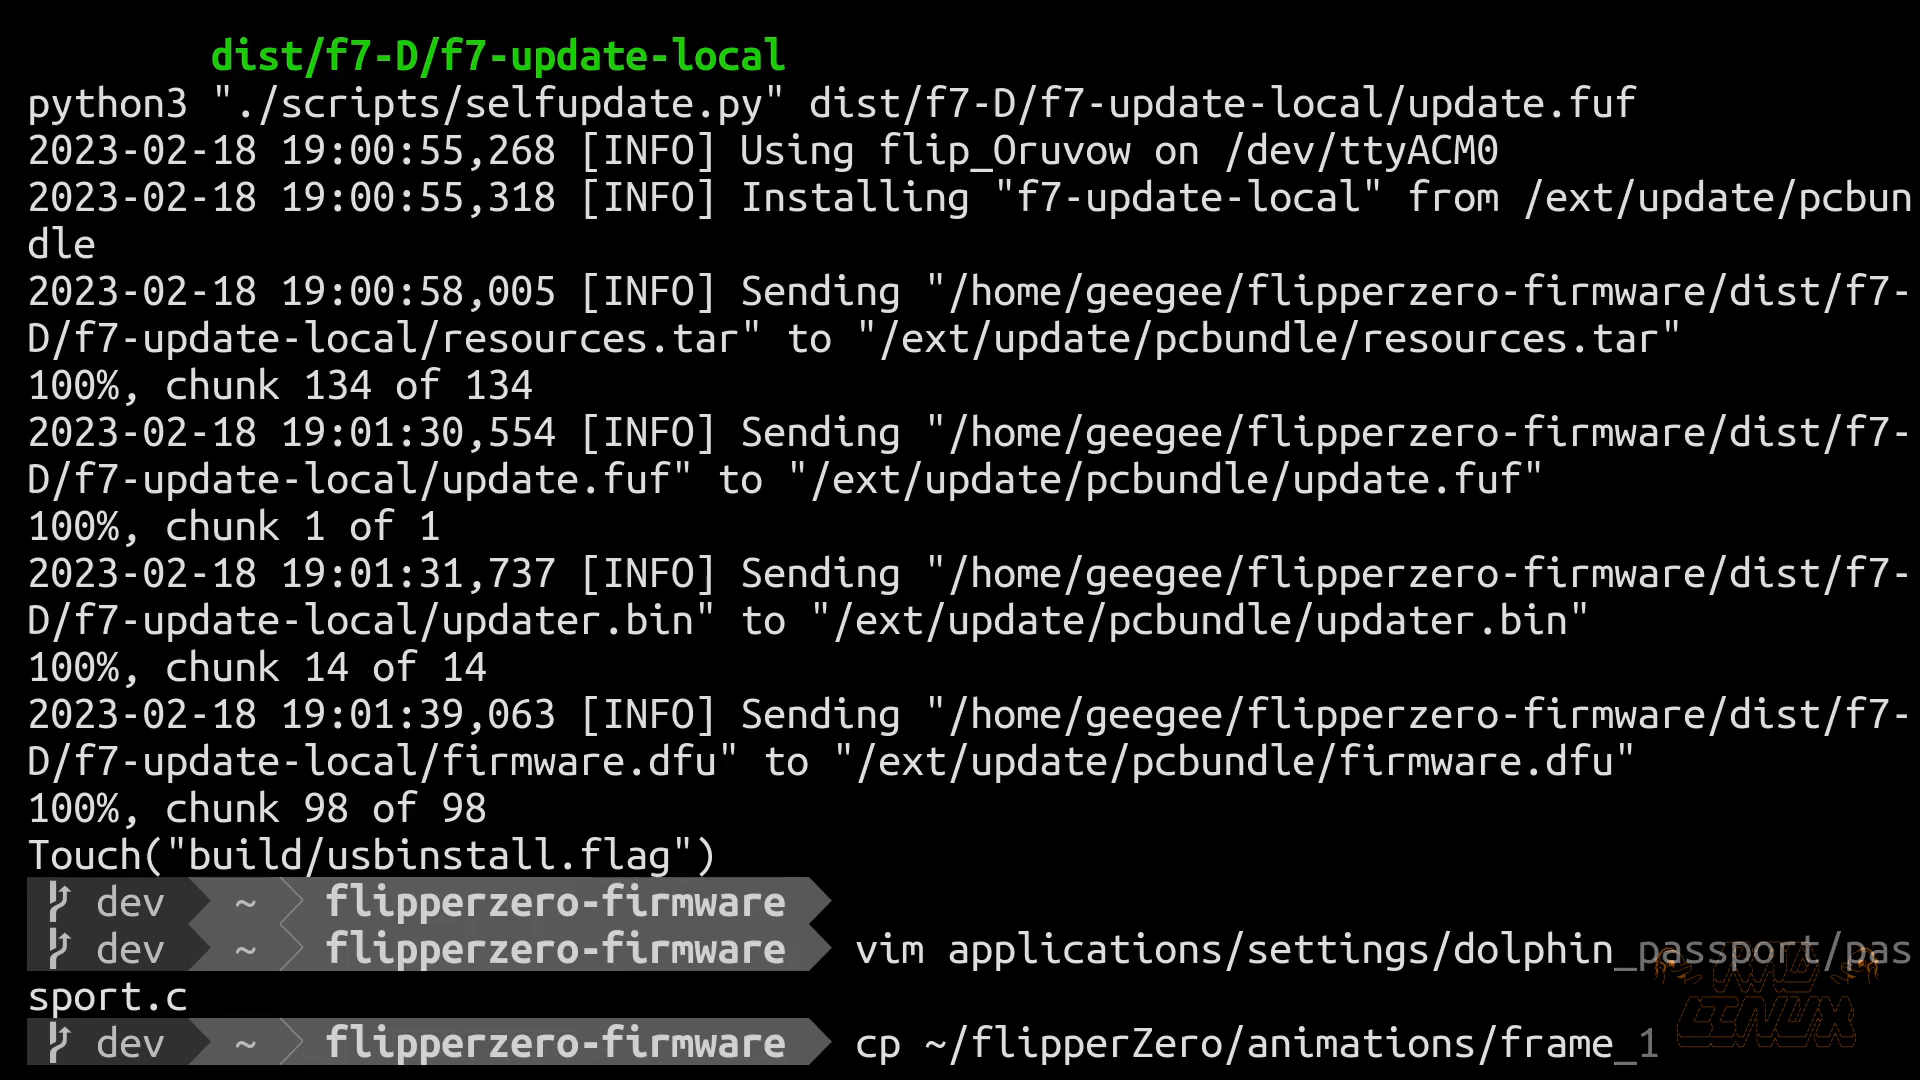 dist/f7-D/f7-update-local
python3 "./scripts/selfupdate.py" dist/f7-D/f7-update-local/update.fuf
2023-02-18 19:00:55,268 [INFO] Using flip_Oruvow on /dev/ttyACM0
2023-02-18 19:00:55,318 [INFO] Installing "f7-update-local" from /ext/update/pcbun
dle
2023-02-18 19:00:58,005 [INFO] Sending "/home/geegee/flipperzero-firmware/dist/f7-
D/f7-update-local/resources.tar" to "/ext/update/pcbundle/resources.tar"
100%, chunk 134 of 134
2023-02-18 19:01:30,554 [INFO] Sending "/home/geegee/flipperzero-firmware/dist/f7-
D/f7-update-local/update.fuf" to "/ext/update/pcbundle/update.fuf"
100%, chunk 1 of 1
2023-02-18 19:01:31,737 [INFO] Sending "/home/geegee/flipperzero-firmware/dist/f7-
D/f7-update-local/updater.bin" to "/ext/update/pcbundle/updater.bin"
100%, chunk 14 of 14
2023-02-18 19:01:39,063 [INFO] Sending "/home/geegee/flipperzero-firmware/dist/f7-
D/f7-update-local/firmware.dfu" to "/ext/update/pcbundle/firmware.dfu"
100%, chunk 98 of 98
Touch("build/usbinstall.flag")
dev ~ flipperzero-firmware
dev ~ flipperzero-firmware vim applications/settings/dolphin_passport/pas
sport.c
dev ~ flipperzero-firmware cp ~/flipperZero/animations/frame_1
LINUX